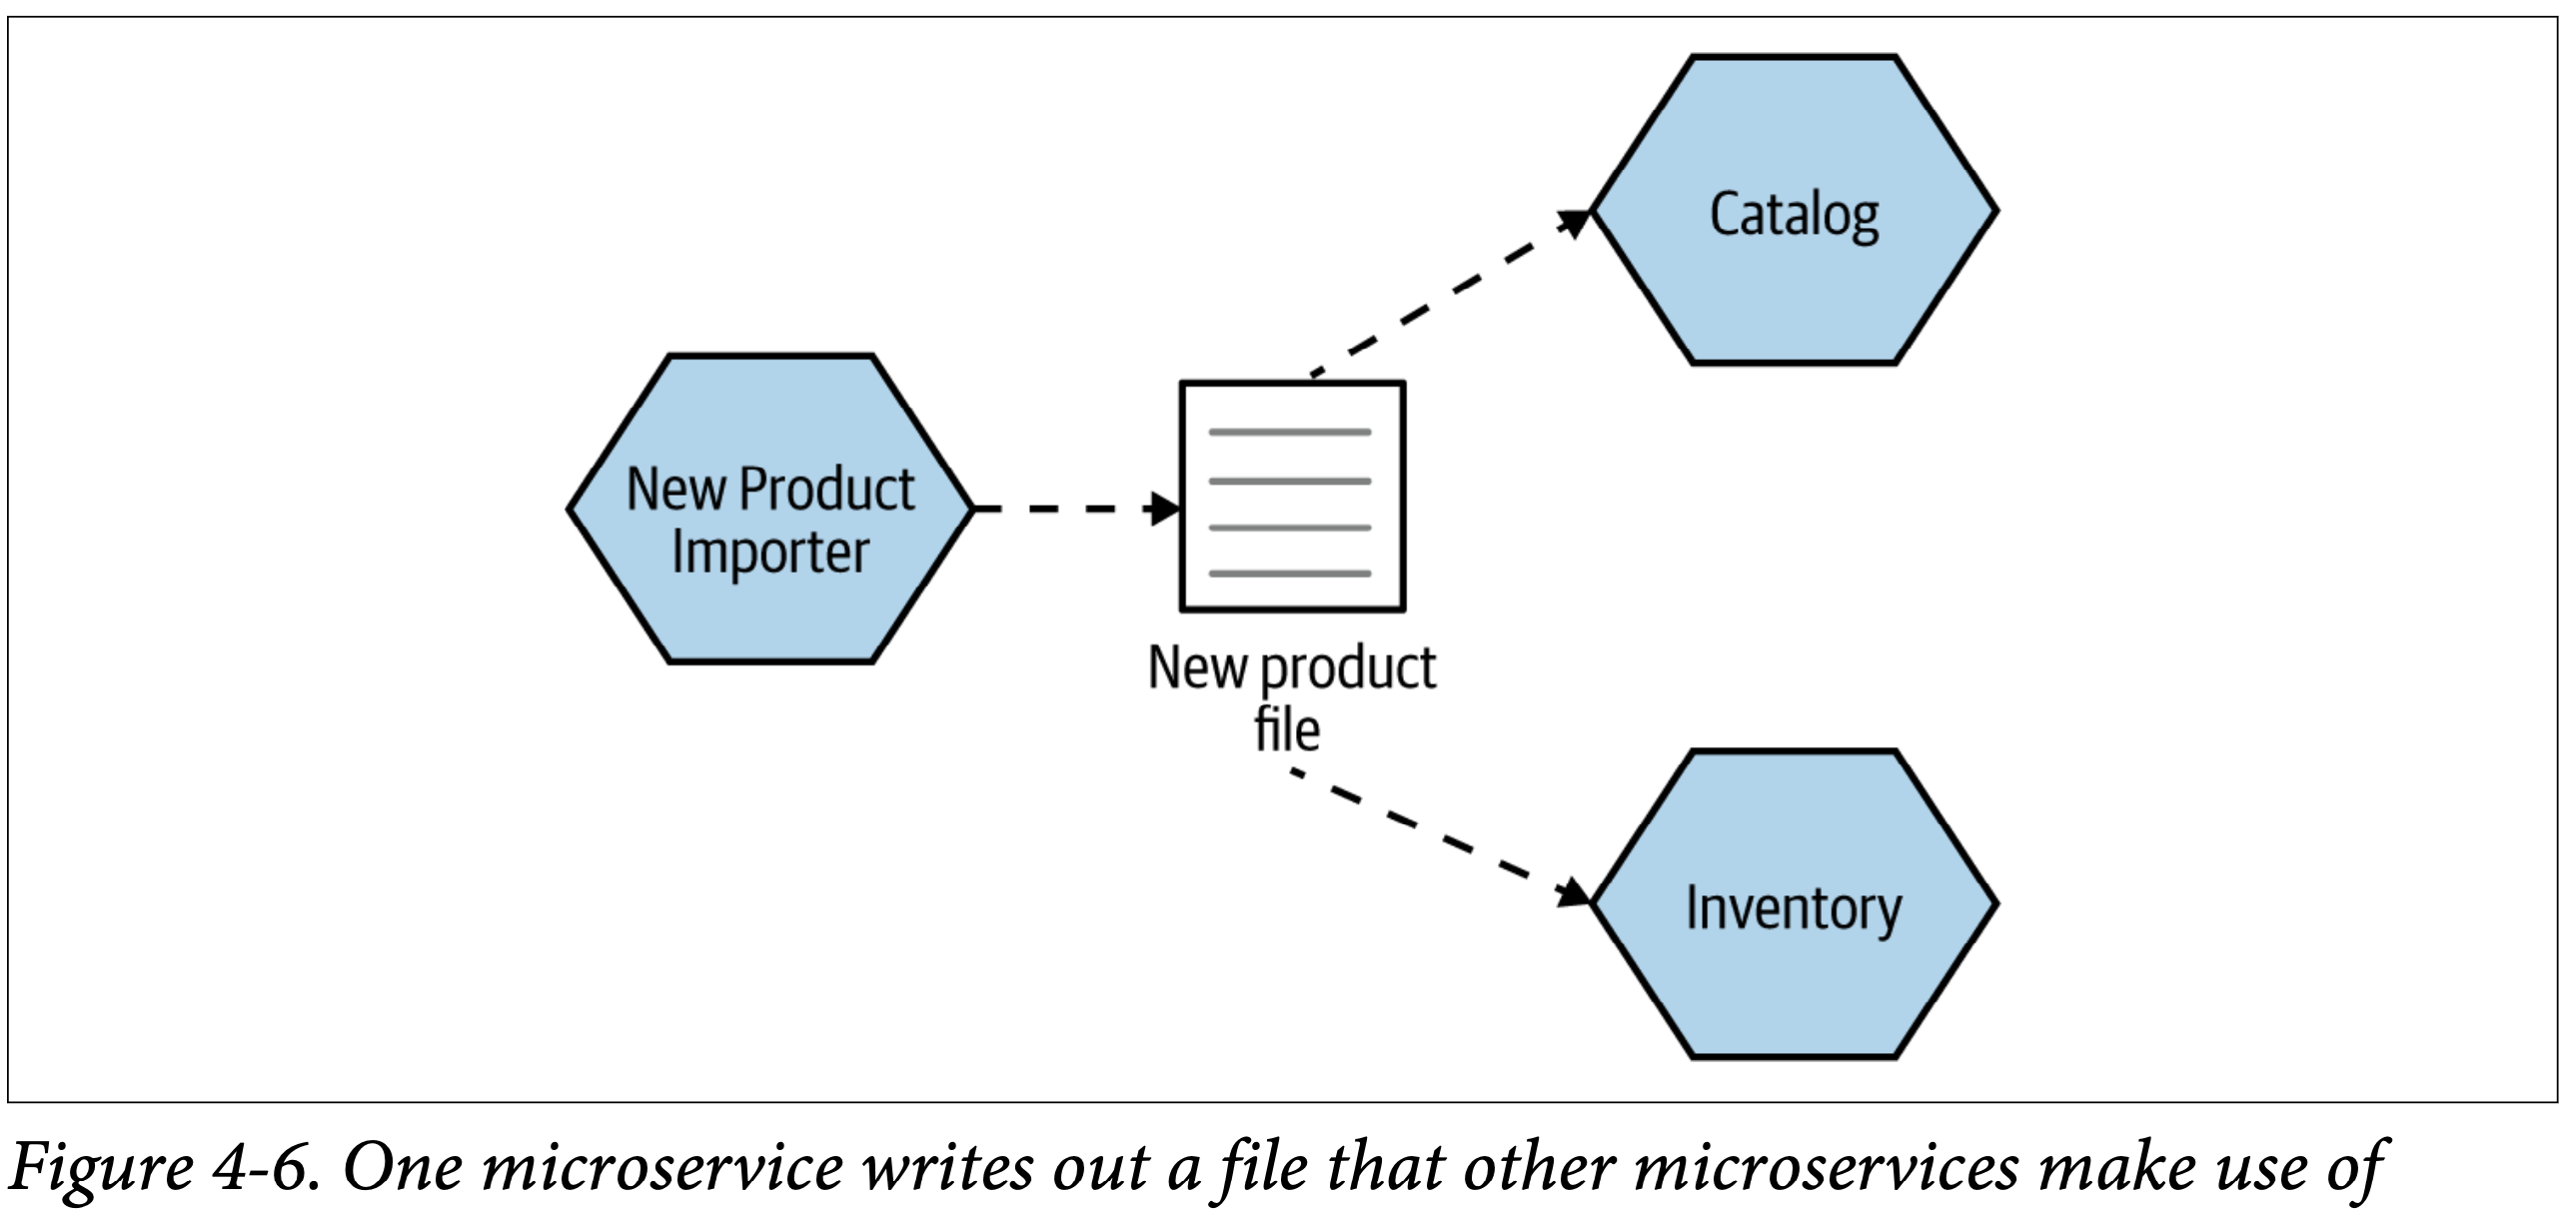 Catalog
New Product
Importer
New product
file
Inventory
Figure 4-6. One microservice writes out a file that other microservices make use of